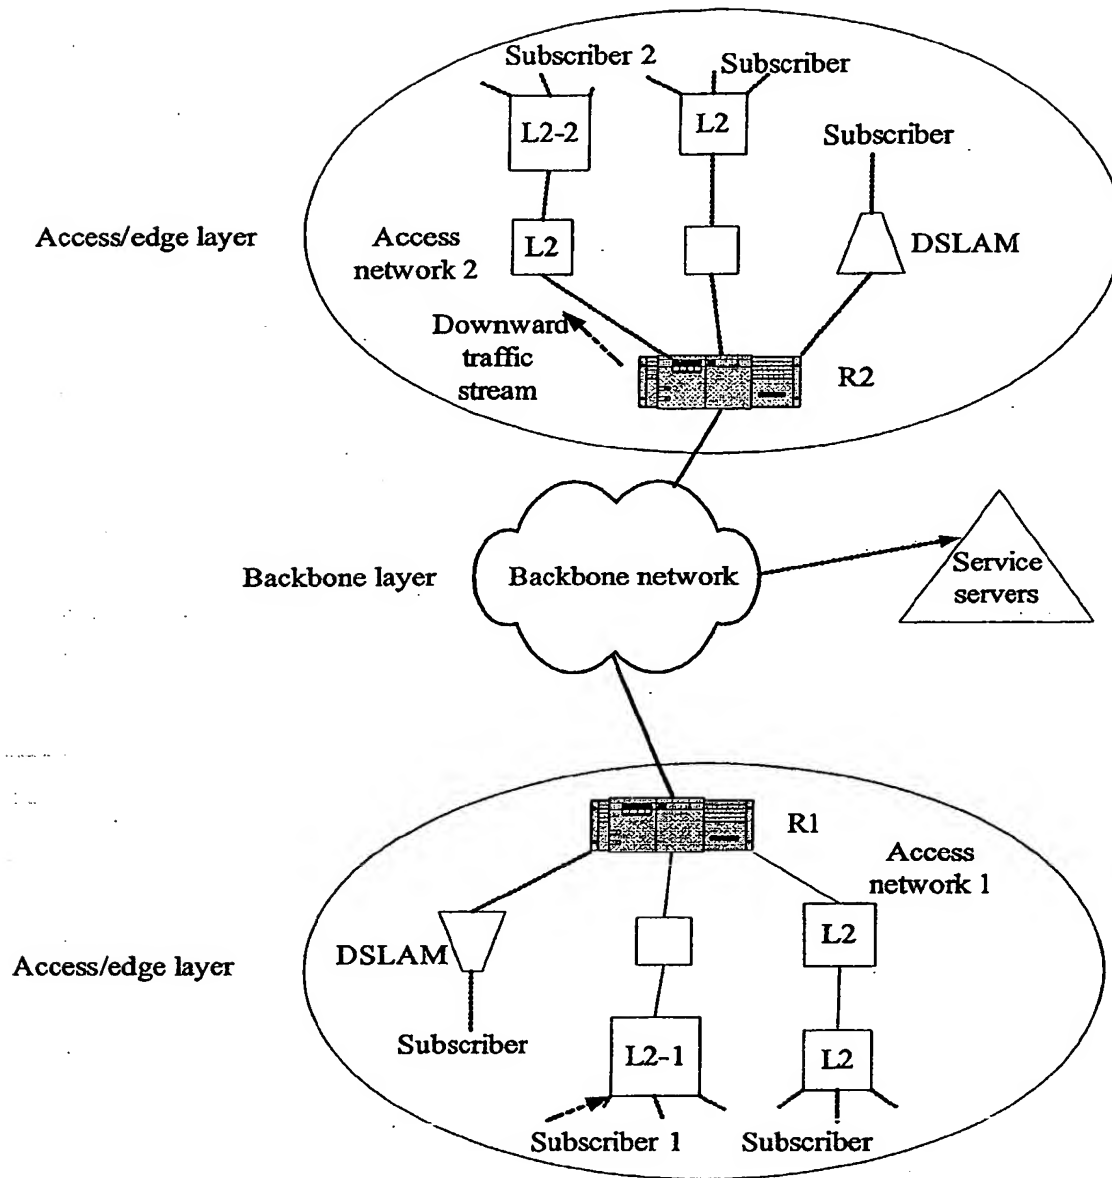 Subscriber 2
Subscriber
L2-2
L2
Subscriber
Access/edge layer
Access
network 2
L2
DSLAM
Downward
traffic
stream
R2
Backbone layer
Backbone network
Service
servers
R1
Access
network 1
DSLAM
L2
Access/edge layer
Subscriber
L2-1
L2
Subscriber 1
Subscriber